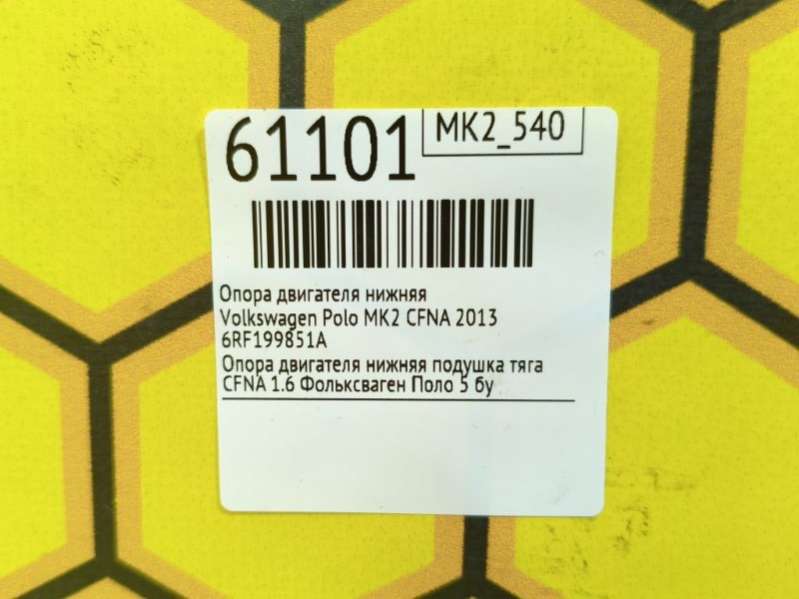 61101
MK2_540
Опора двигателя нижняя
Volkswagen Polo MK2 CFNA 2013
6RF199851A
Опора двигателя нижняя подушка тяга
CFNA 1.6 Фольксваген Поло 5 бу